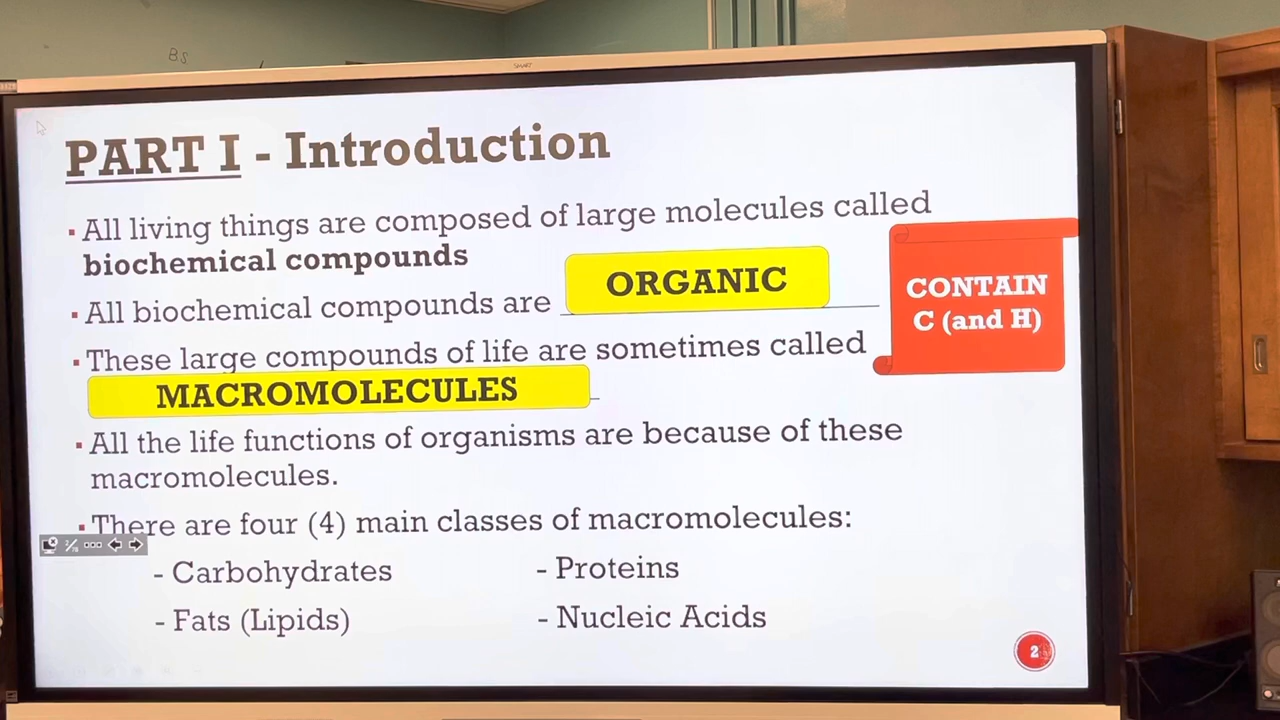 BS
SMART
PART I - Introduction
▪ All living things are composed of large molecules called
biochemical compounds
▪ All biochemical compounds are ORGANIC
CONTAIN
C (and H)
▪ These large compounds of life are sometimes called
MACROMOLECULES
▪ All the life functions of organisms are because of these
macromolecules.
▪ There are four (4) main classes of macromolecules:
- Carbohydrates - Proteins
- Fats (Lipids) - Nucleic Acids
2